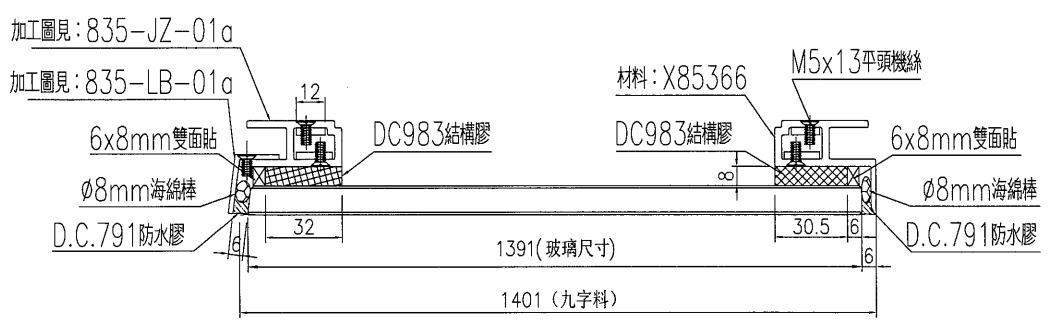 加工圖見:835-JZ-01a
加工圖見:835-LB-01a
12
材料:X85366
M5x13平頭機絲
6x8mm雙面貼
DC983結構膠
DC983結構膠
6x8mm雙面貼
ø8mm海綿棒
8
ø8mm海綿棒
D.C.791防水膠
6
32
30.5
6
D.C.791防水膠
1391(玻璃尺寸)
6
1401(九字料)